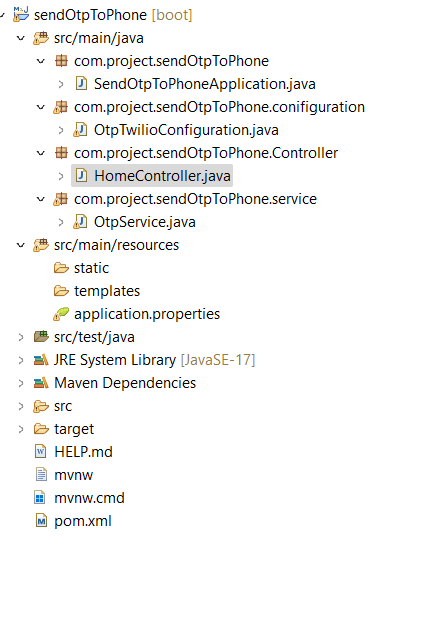 sendOtpToPhone [boot]
src/main/java
com.project.sendOtpToPhone
SendOtpToPhoneApplication.java
com.project.sendOtpToPhone.conifiguration
OtpTwilioConfiguration.java
com.project.sendOtpToPhone.Controller
HomeController.java
com.project.sendOtpToPhone.service
OtpService.java
src/main/resources
static
templates
application.properties
src/test/java
JRE System Library [JavaSE-17]
Maven Dependencies
src
target
HELP.md
mvnw
mvnw.cmd
pom.xml